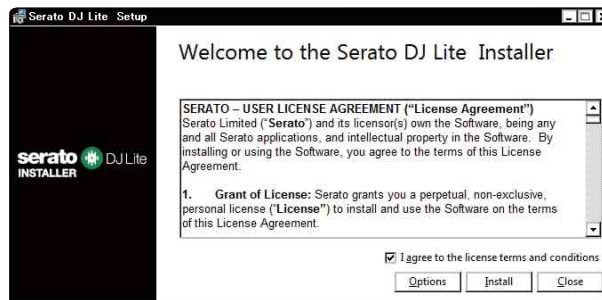 Serato DJ Lite Setup
Welcome to the Serato DJ Lite Installer
SERATO – USER LICENSE AGREEMENT (“License Agreement”)
Serato Limited (“Serato”) and its licensor(s) own the Software, being any
and all Serato applications, and intellectual property in the Software. By
installing or using the Software, you agree to the terms of this License
Agreement.
1. Grant of License: Serato grants you a perpetual, non-exclusive,
personal license (“License”) to install and use the Software on the terms
of this License Agreement.
serato DJ Lite
INSTALLER
I agree to the license terms and conditions
Options Install Close